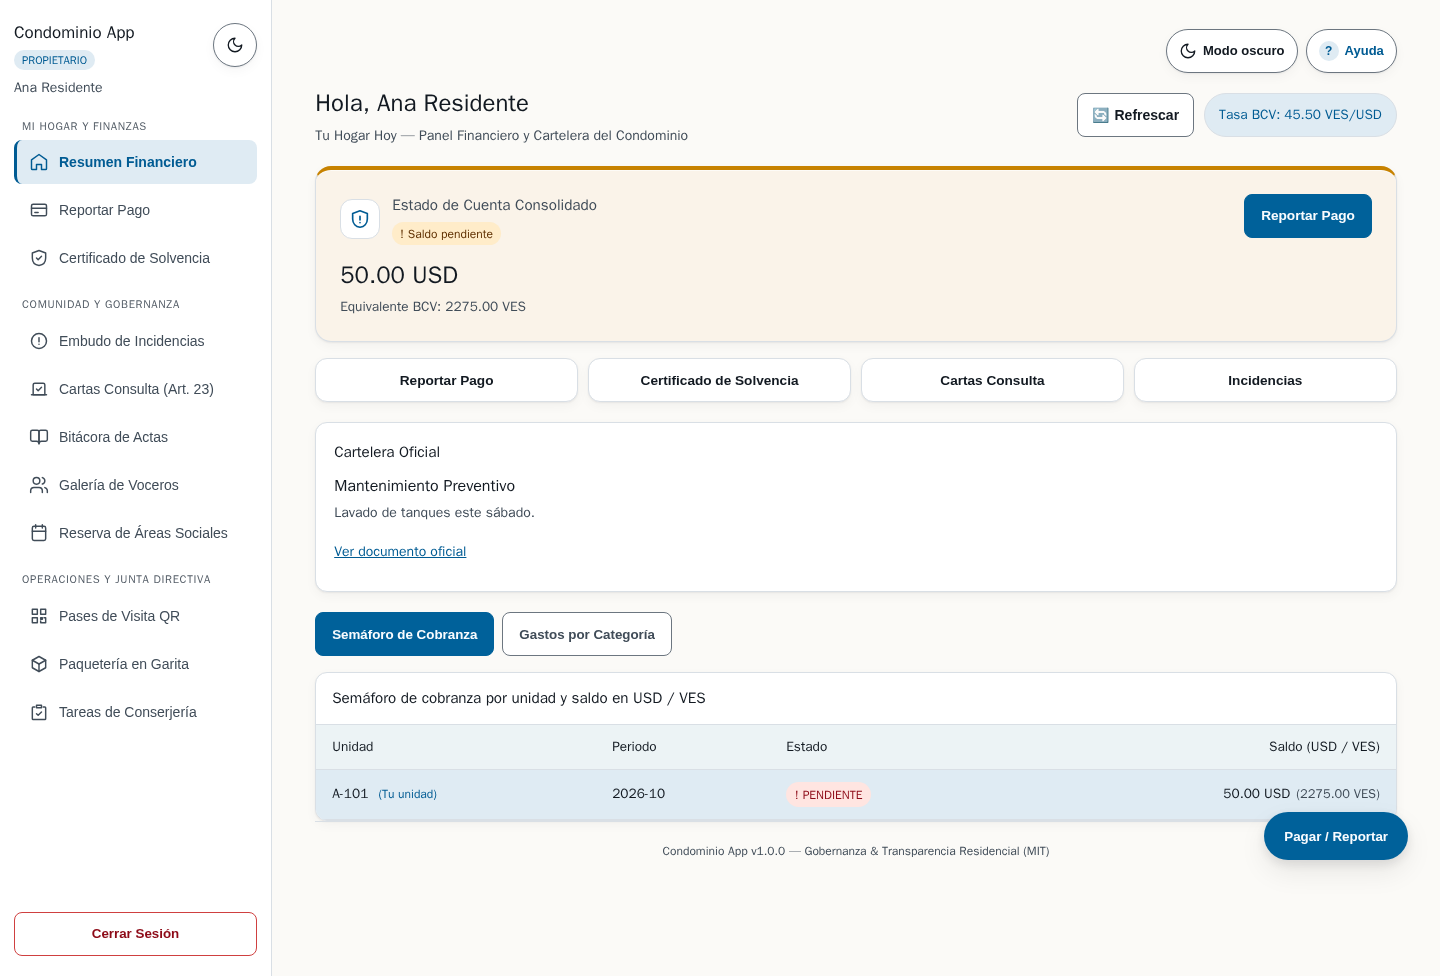 Condominio App
PROPIETARIO
Ana Residente
MI HOGAR Y FINANZAS
Resumen Financiero
Reportar Pago
Certificado de Solvencia
COMUNIDAD Y GOBERNANZA
Embudo de Incidencias
Cartas Consulta (Art. 23)
Bitácora de Actas
Galería de Voceros
Reserva de Áreas Sociales
OPERACIONES Y JUNTA DIRECTIVA
Pases de Visita QR
Paquetería en Garita
Tareas de Conserjería
Cerrar Sesión
Modo oscuro
? Ayuda
Hola, Ana Residente
Tu Hogar Hoy — Panel Financiero y Cartelera del Condominio
Refrescar
Tasa BCV: 45.50 VES/USD
Estado de Cuenta Consolidado
! Saldo pendiente
Reportar Pago
50.00 USD
Equivalente BCV: 2275.00 VES
Reportar Pago
Certificado de Solvencia
Cartas Consulta
Incidencias
Cartelera Oficial
Mantenimiento Preventivo
Lavado de tanques este sábado.
Ver documento oficial
Semáforo de Cobranza
Gastos por Categoría
Semáforo de cobranza por unidad y saldo en USD / VES
Unidad Periodo Estado Saldo (USD / VES)
A-101 (Tu unidad) 2026-10 ! PENDIENTE 50.00 USD (2275.00 VES)
Pagar / Reportar
Condominio App v1.0.0 — Gobernanza & Transparencia Residencial (MIT)